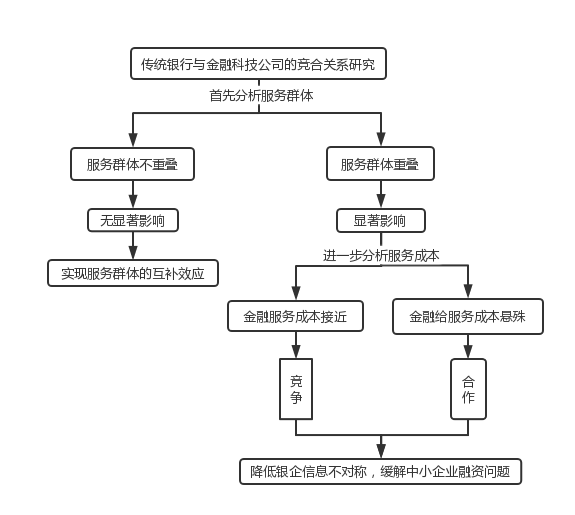 传统银行与金融科技公司的竞合关系研究
首先分析服务群体
服务群体不重叠
服务群体重叠
无显著影响
显著影响
进一步分析服务成本
实现服务群体的互补效应
金融服务成本接近
金融给服务成本悬殊
竞
争
合
作
降低银企信息不对称，缓解中小企业融资问题